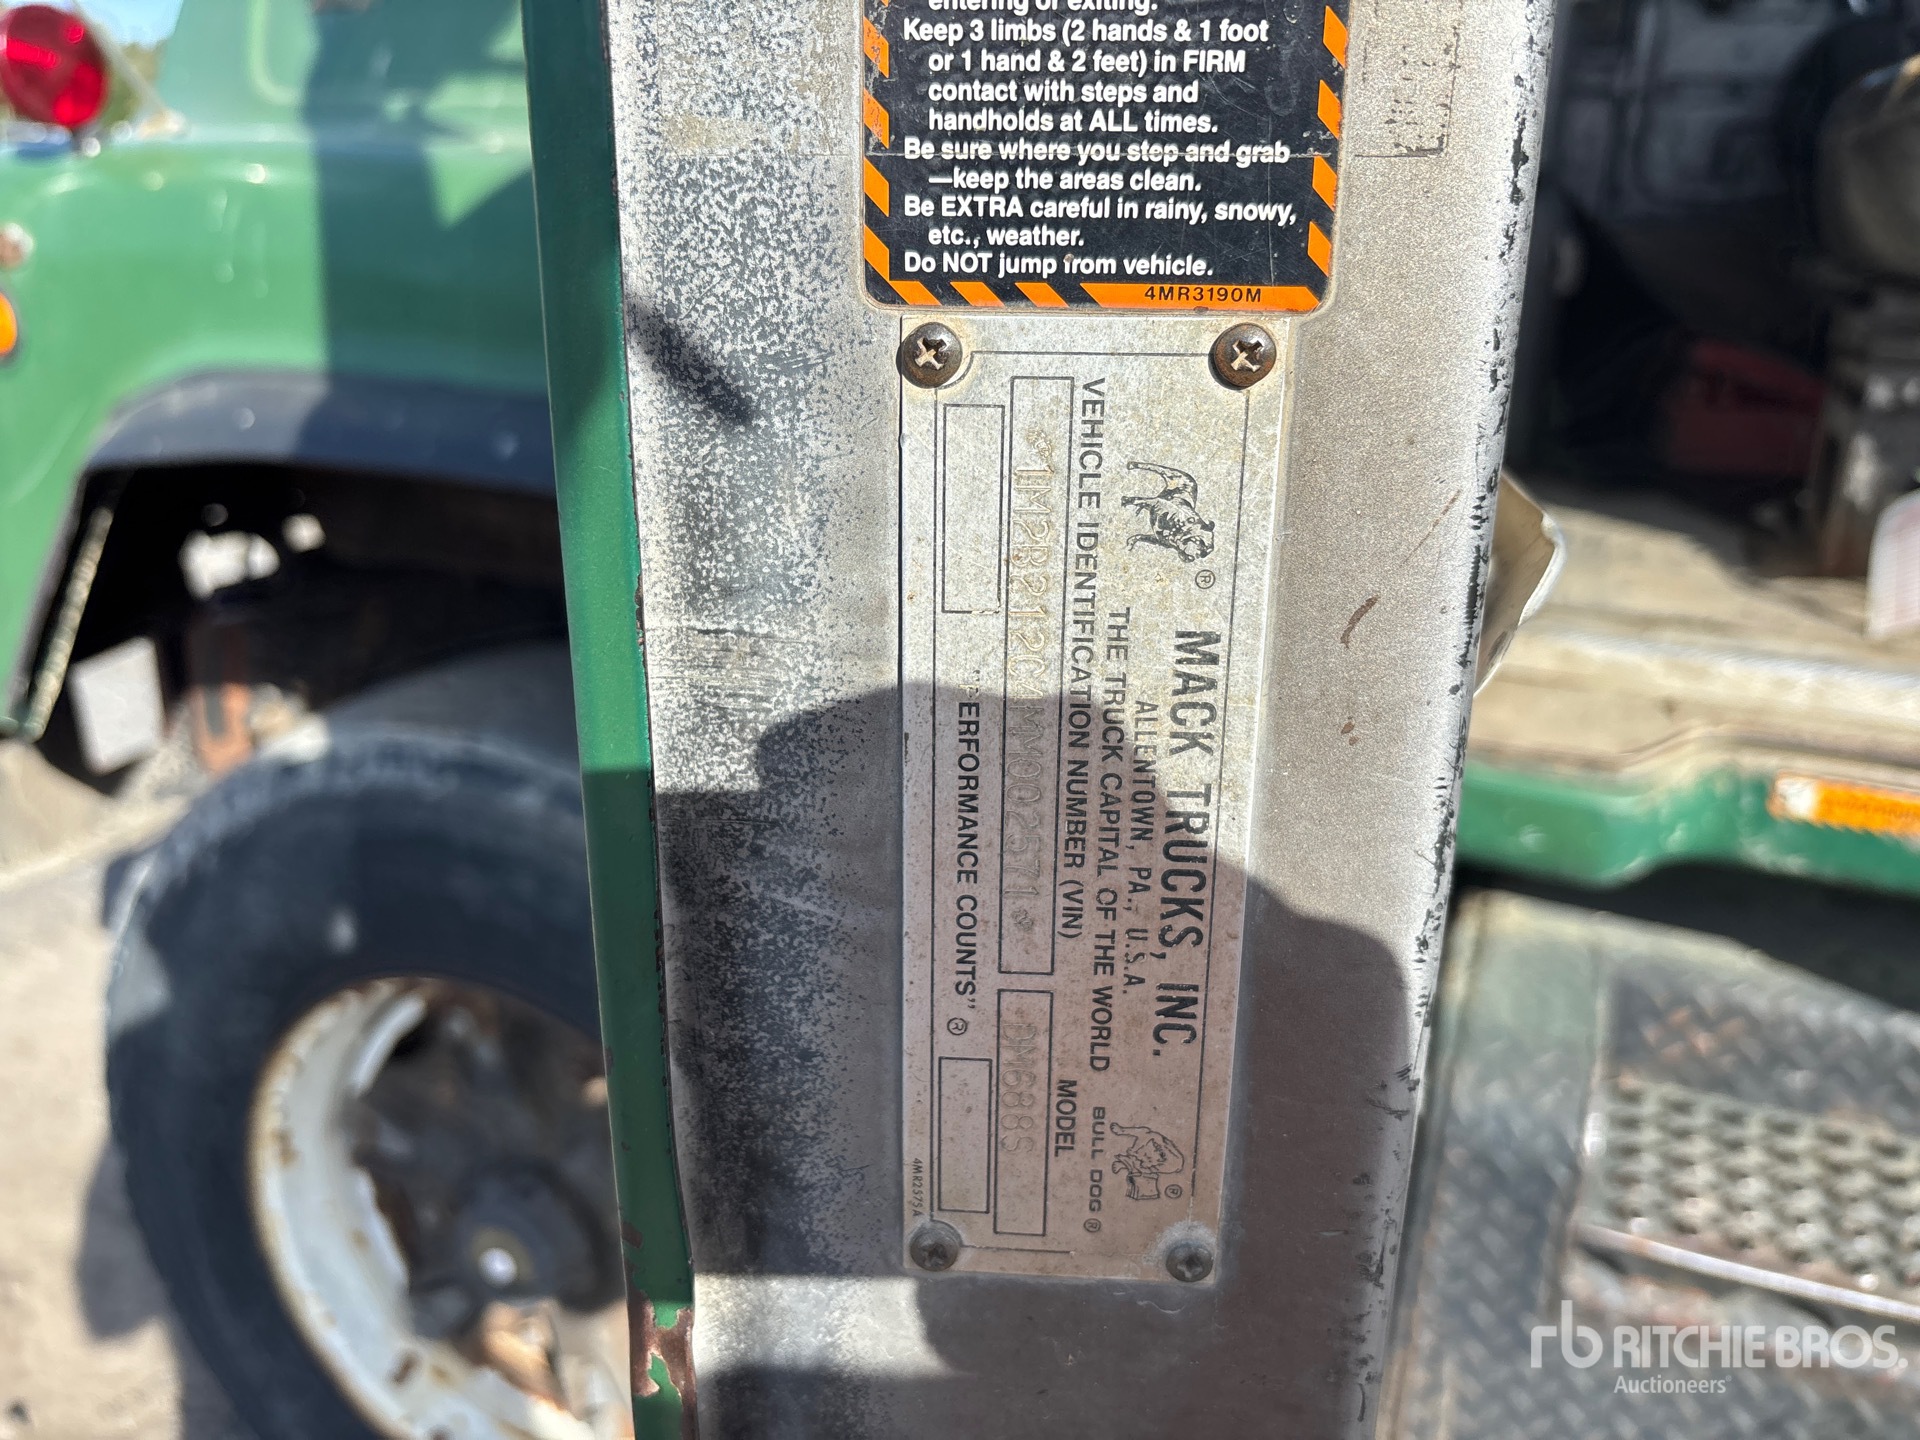 entering or exiting.
Keep 3 limbs (2 hands & 1 foot
or 1 hand & 2 feet) in FIRM
contact with steps and
handholds at ALL times.
Be sure where you step and grab
—keep the areas clean.
Be EXTRA careful in rainy, snowy,
etc., weather.
Do NOT jump from vehicle.
4MR3190M
® MACK TRUCKS, INC.
ALLENTOWN, PA., U.S.A.
THE TRUCK CAPITAL OF THE WORLD
BULL DOG ®
®
VEHICLE IDENTIFICATION NUMBER (VIN)
MODEL
*1M2B212C4MM002571*
DM688S
"PERFORMANCE COUNTS" ®
4MR2575A
rb RITCHIE BROS.
Auctioneers